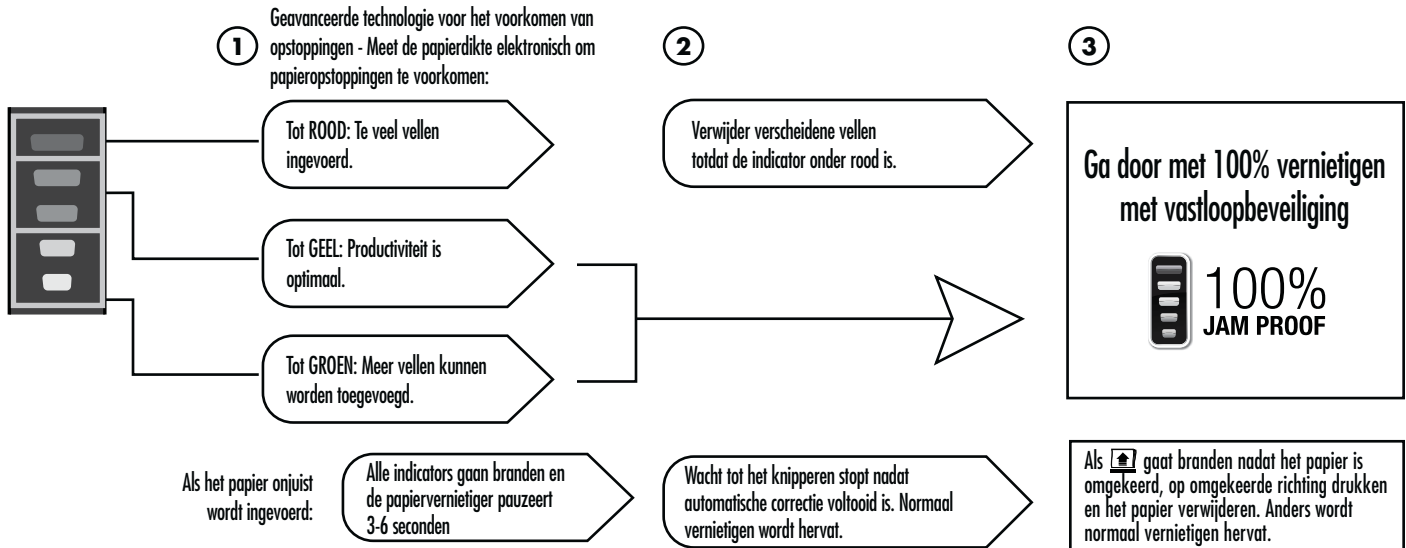 1
Geavanceerde technologie voor het voorkomen van
opstoppingen - Meet de papierdikte elektronisch om
papieropstoppingen te voorkomen:
2
3
Tot ROOD: Te veel vellen
ingevoerd.
Verwijder verscheidene vellen
totdat de indicator onder rood is.
Ga door met 100% vernietigen
met vastloopbeveiliging
100%
JAM PROOF
Tot GEEL: Productiviteit is
optimaal.
Tot GROEN: Meer vellen kunnen
worden toegevoegd.
Als het papier onjuist
wordt ingevoerd:
Alle indicators gaan branden en
de papiervernietiger pauzeert
3-6 seconden
Wacht tot het knipperen stopt nadat
automatische correctie voltooid is. Normaal
vernietigen wordt hervat.
Als gaat branden nadat het papier is
omgekeerd, op omgekeerde richting drukken
en het papier verwijderen. Anders wordt
normaal vernietigen hervat.